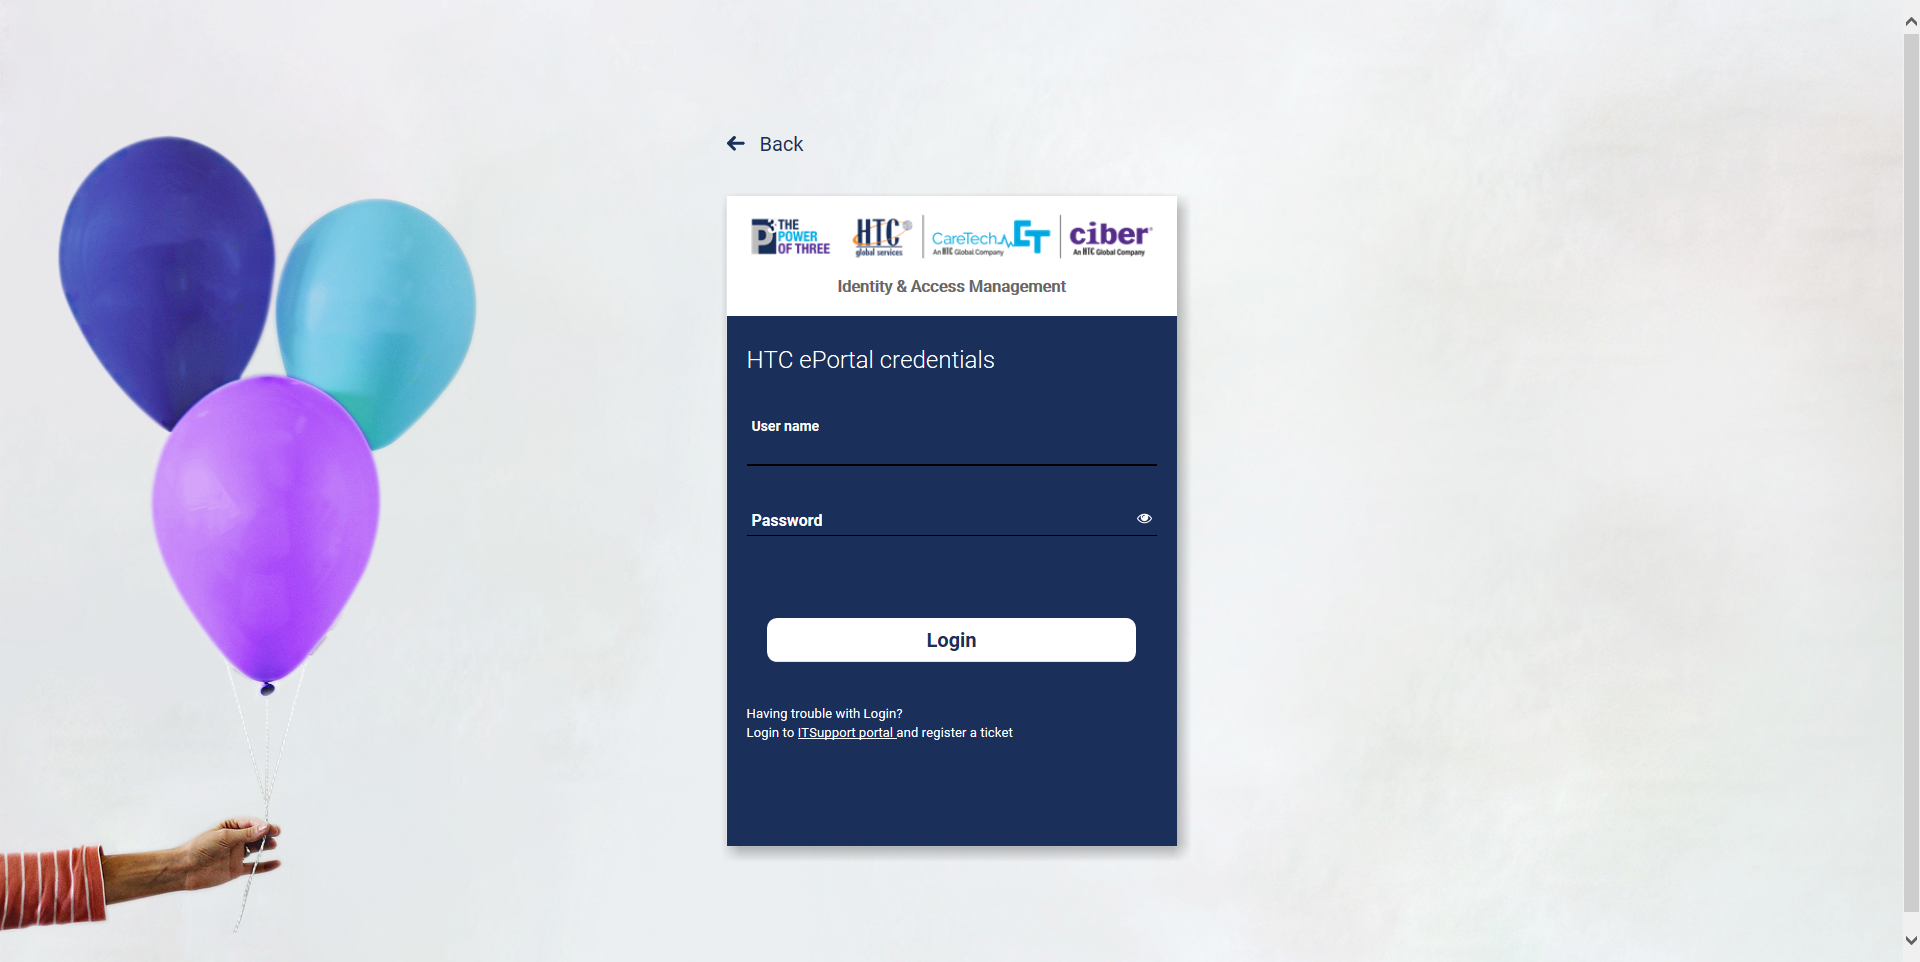 Back
THE
POWER
OF THREE
HTC
global services
CareTech
CT
An HTC Global Company
ciber
An HTC Global Company
Identity & Access Management
HTC ePortal credentials
User name
Password
Login
Having trouble with Login?
Login to ITSupport portal and register a ticket